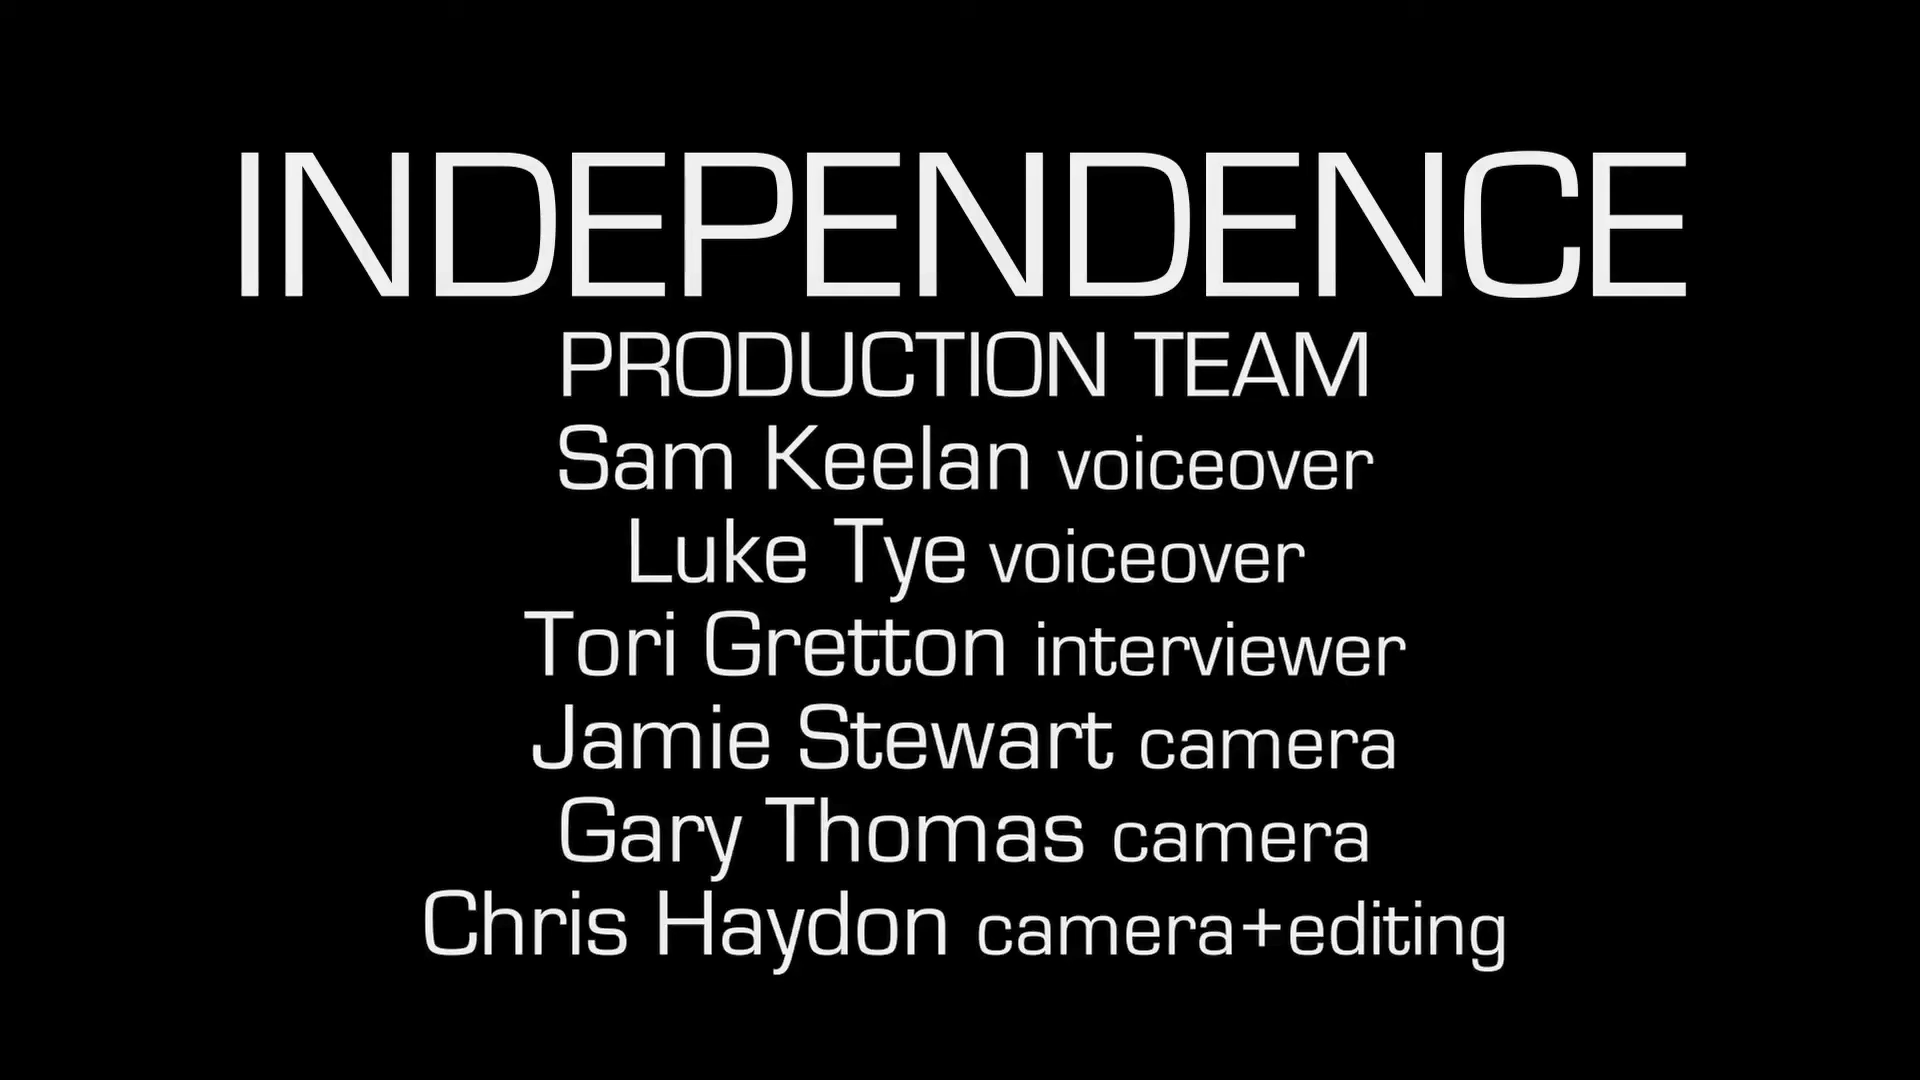 INDEPENDENCE
PRODUCTION TEAM
Sam Keelan voiceover
Luke Tye voiceover
Tori Gretton interviewer
Jamie Stewart camera
Gary Thomas camera
Chris Haydon camera+editing